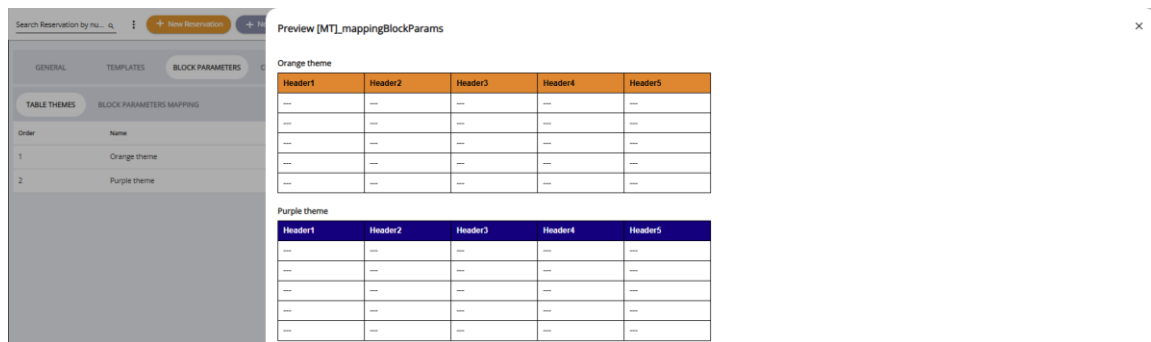 Search Reservation by nu...
+ New Reservation
GENERAL TEMPLATES BLOCK PARAMETERS
TABLE THEMES BLOCK PARAMETERS MAPPING
Order Name
1 Orange theme
2 Purple theme
Preview [MT]_mappingBlockParams
Orange theme
Header1 Header2 Header3 Header4 Header5
--- --- --- --- ---
--- --- --- --- ---
--- --- --- --- ---
--- --- --- --- ---
--- --- --- --- ---
Purple theme
Header1 Header2 Header3 Header4 Header5
--- --- --- --- ---
--- --- --- --- ---
--- --- --- --- ---
--- --- --- --- ---
--- --- --- --- ---